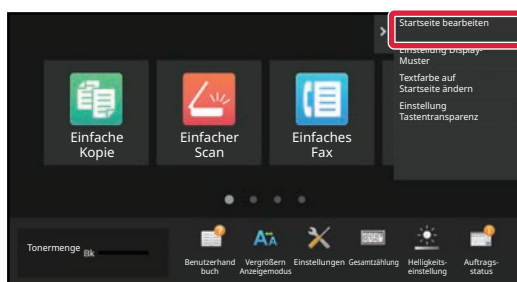 Startseite bearbeiten
Einstellung Display-
Muster
Textfarbe auf
Startseite ändern
Einstellung
Tastentransparenz
Einfache
Kopie
Einfacher
Scan
Einfaches
Fax
Tonermenge
Bk
Benutzerhand
buch
Vergrößern
Anzeigemodus
Einstellungen
Gesamtzählung
Helligkeits-
einstellung
Auftrags-
status